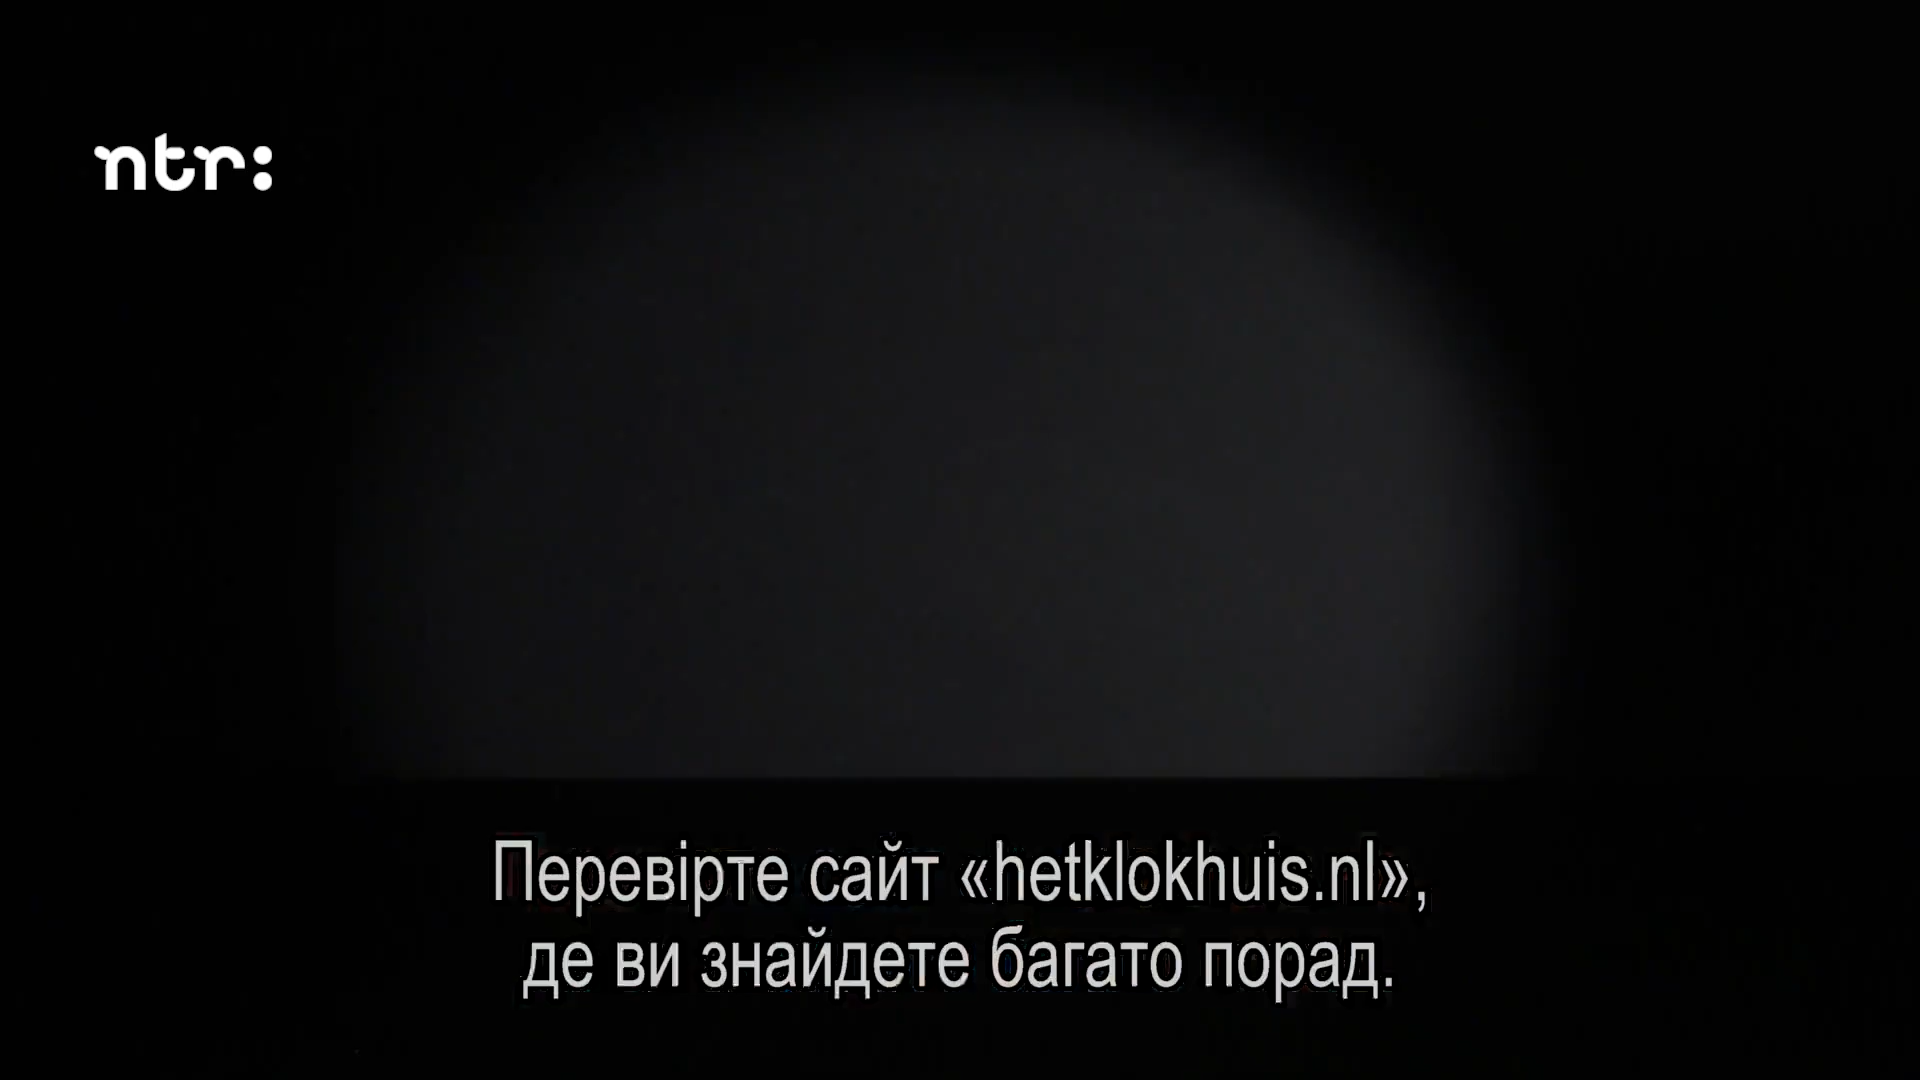 ntr:
Перевірте сайт «hetklokhuis.nl»,
де ви знайдете багато порад.